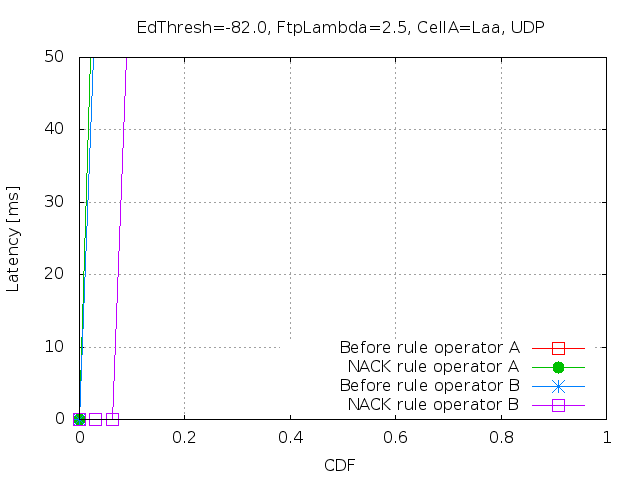 EdThresh=-82.0, FtpLambda=2.5, CellA=Laa, UDP
50
40
30
20
10
0
Latency [ms]
Before rule operator A
NACK rule operator A
Before rule operator B
NACK rule operator B
0 0.2 0.4 0.6 0.8 1
CDF